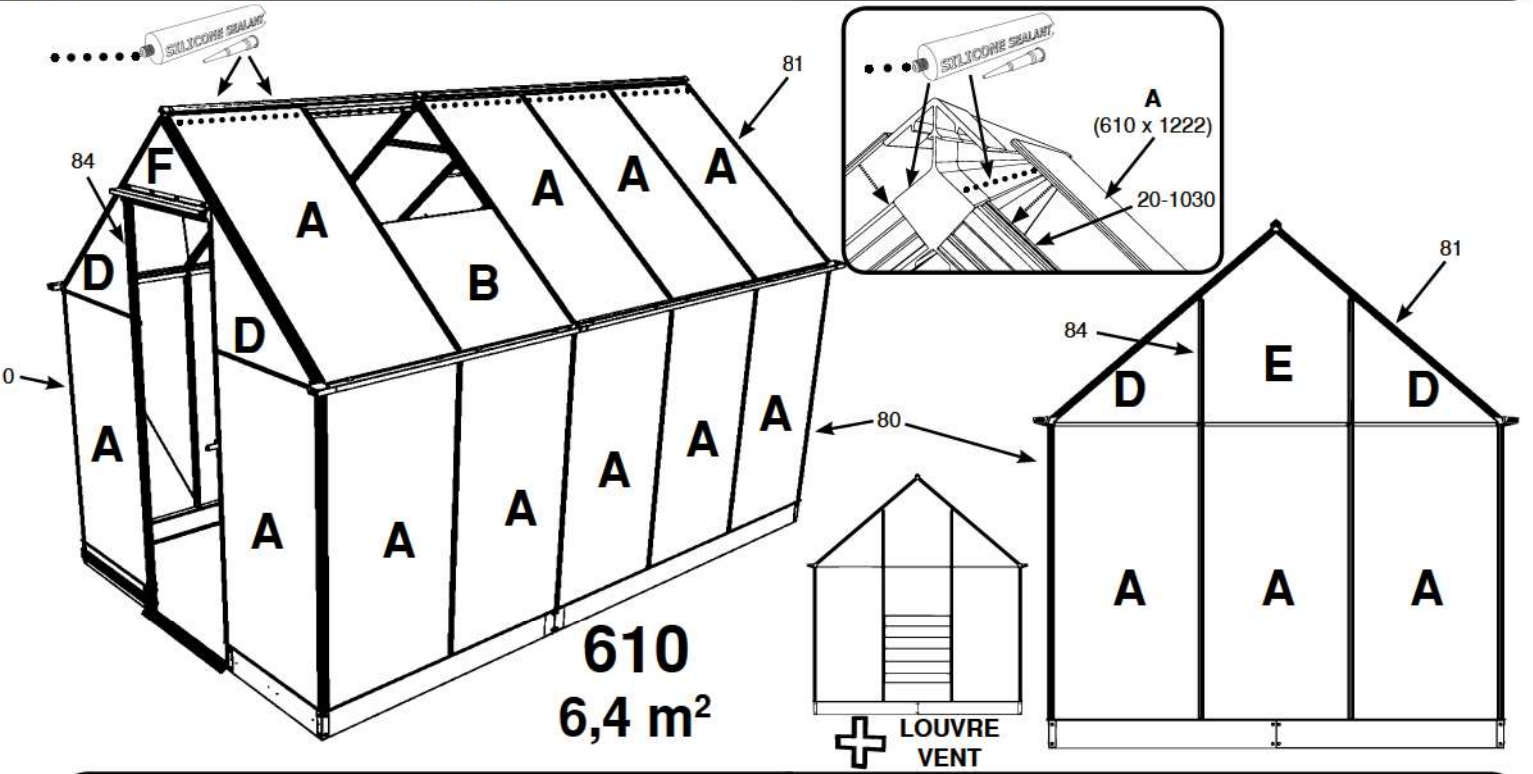 SILICONE SEALANT
81
84
F
A
A
A
A
D
B
D
0
A
A
A
A
A
A
A
610
6,4 m²
SILICONE SEALANT
A
(610 x 1222)
20-1030
80
LOUVRE
VENT
81
84
D
E
D
A
A
A